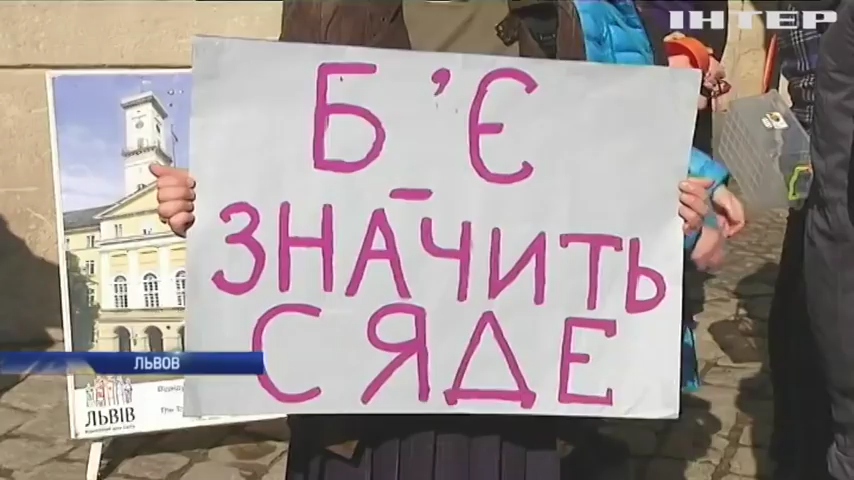 ІНТЕР
Б'Є
–
ЗНАЧИТЬ
СЯДЕ
ЛЬВОВ
ЛЬВІВ